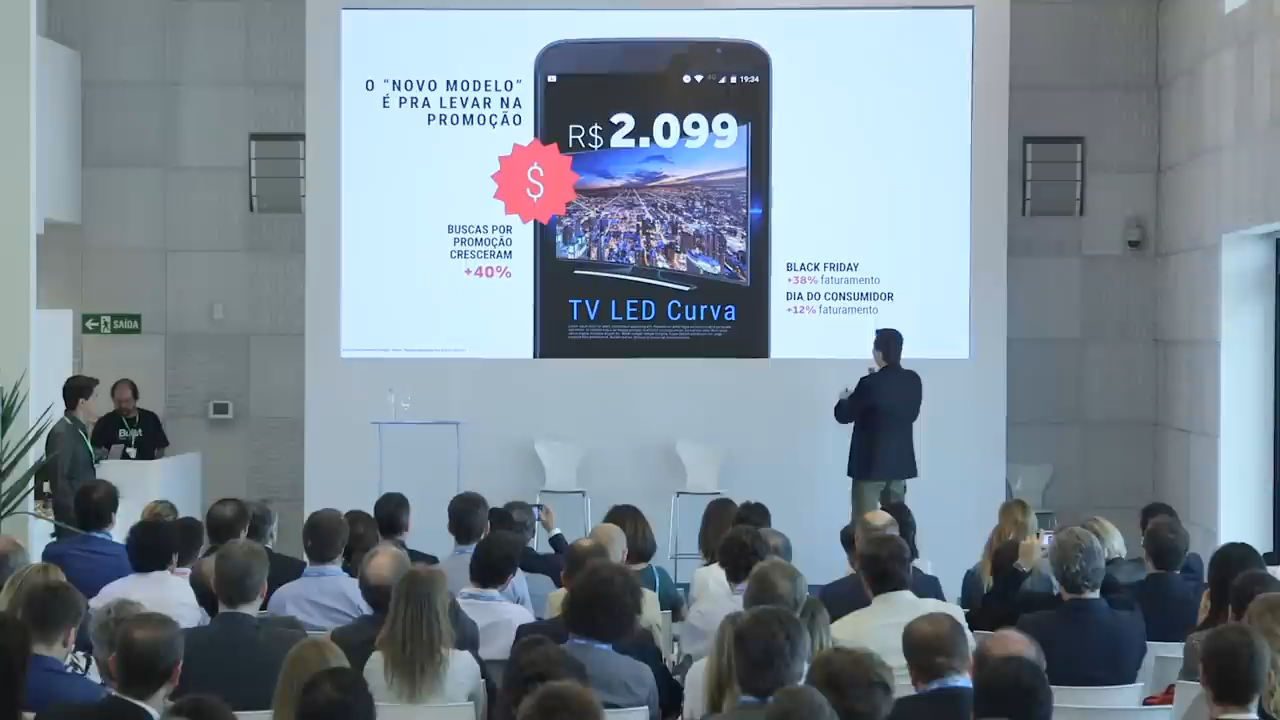 O "NOVO MODELO"
É PRA LEVAR NA
PROMOÇÃO
19:34
R$2.099
$
BUSCAS POR
PROMOÇÃO
CRESCERAM
+40%
TV LED Curva
BLACK FRIDAY
+38% faturamento
DIA DO CONSUMIDOR
+12% faturamento
SAÍDA